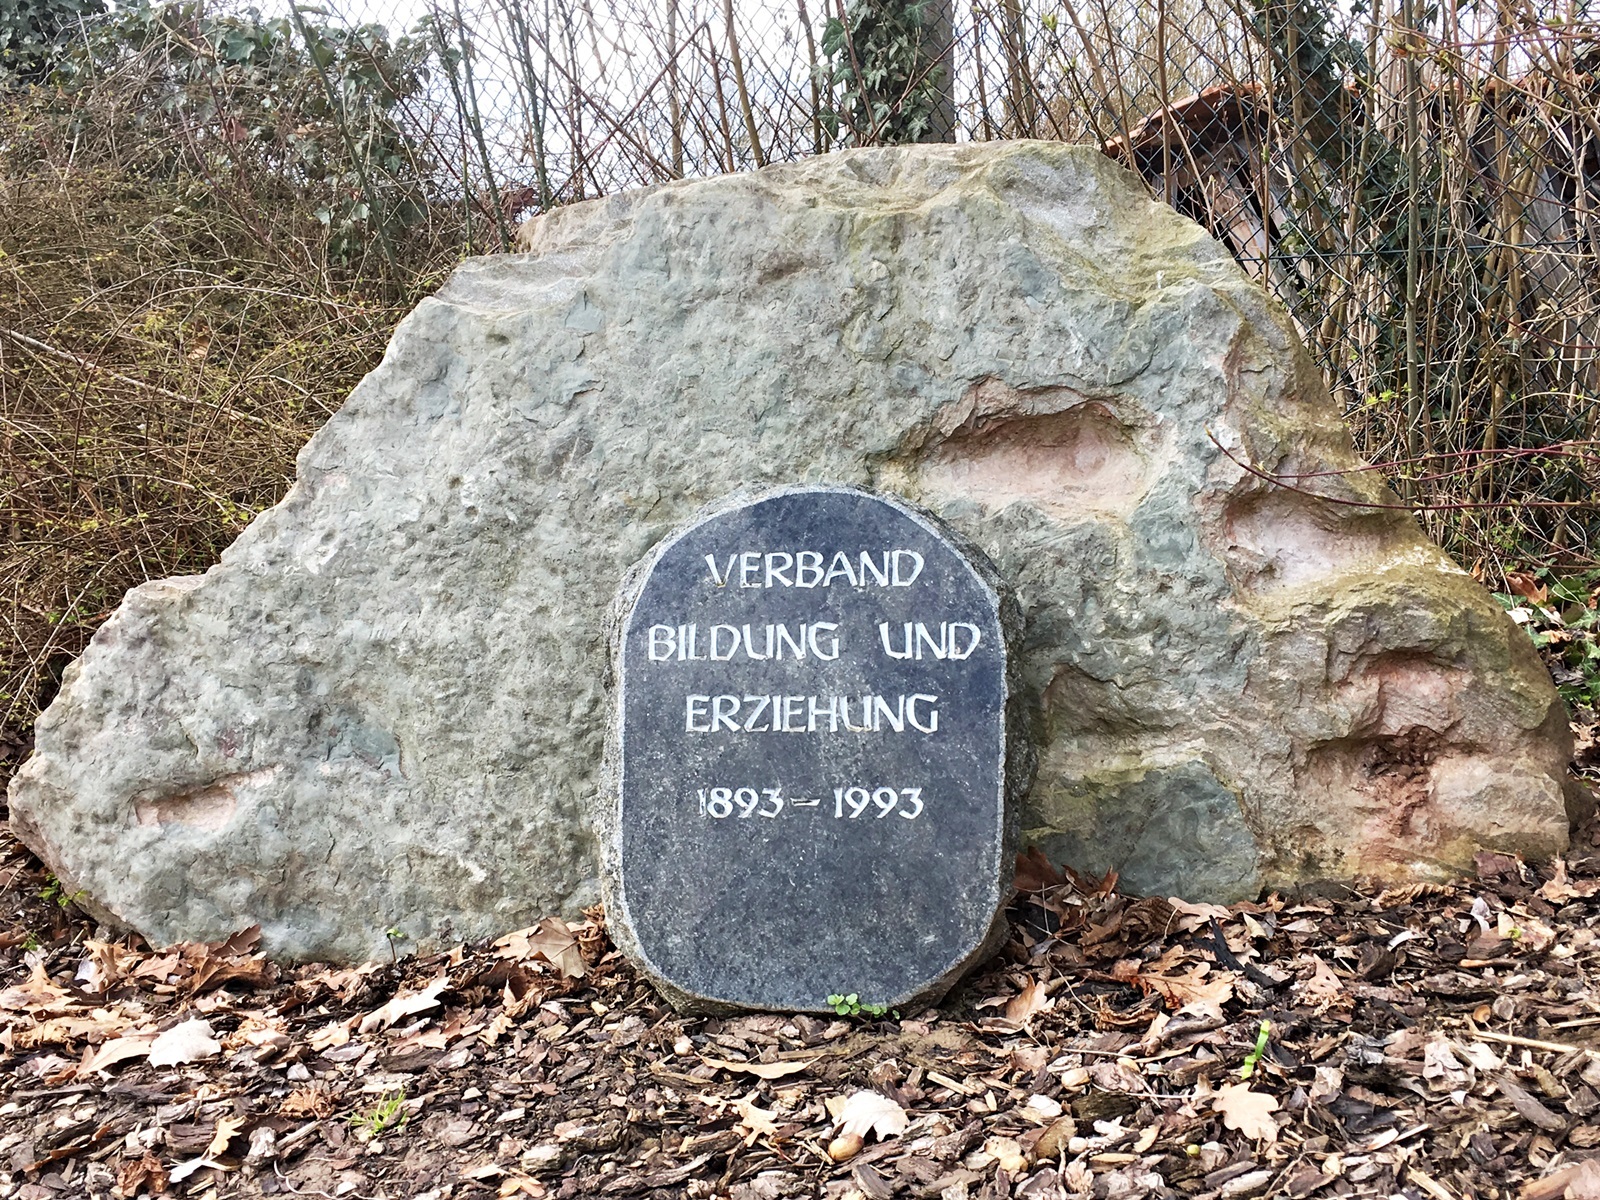 VERBAND
BILDUNG UND
ERZIEHUNG
1893 – 1993